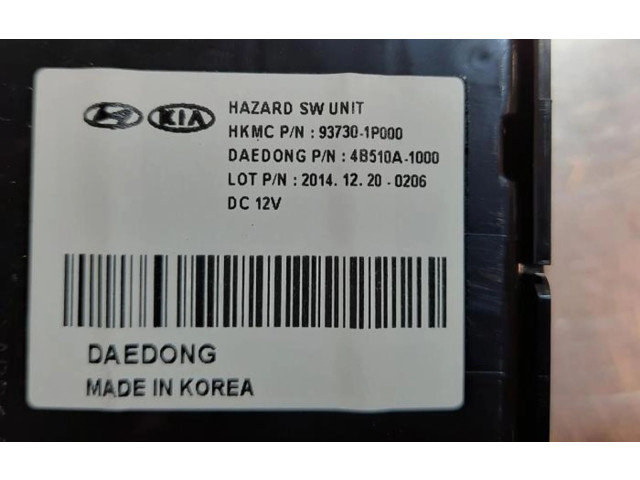 KIA
HAZARD SW UNIT
HKMC P/N : 93730-1P000
DAEDONG P/N : 4B510A-1000
LOT P/N : 2014. 12. 20 - 0206
DC 12V
DAEDONG
MADE IN KOREA